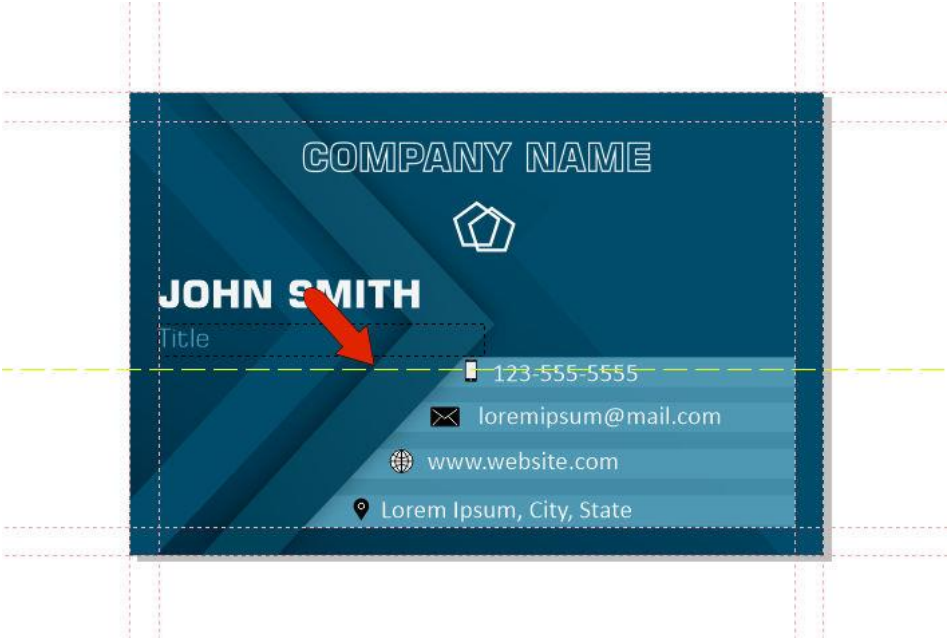 COMPANY NAME
JOHN SMITH
Title
123-555-5555
loremipsum@mail.com
www.website.com
Lorem Ipsum, City, State